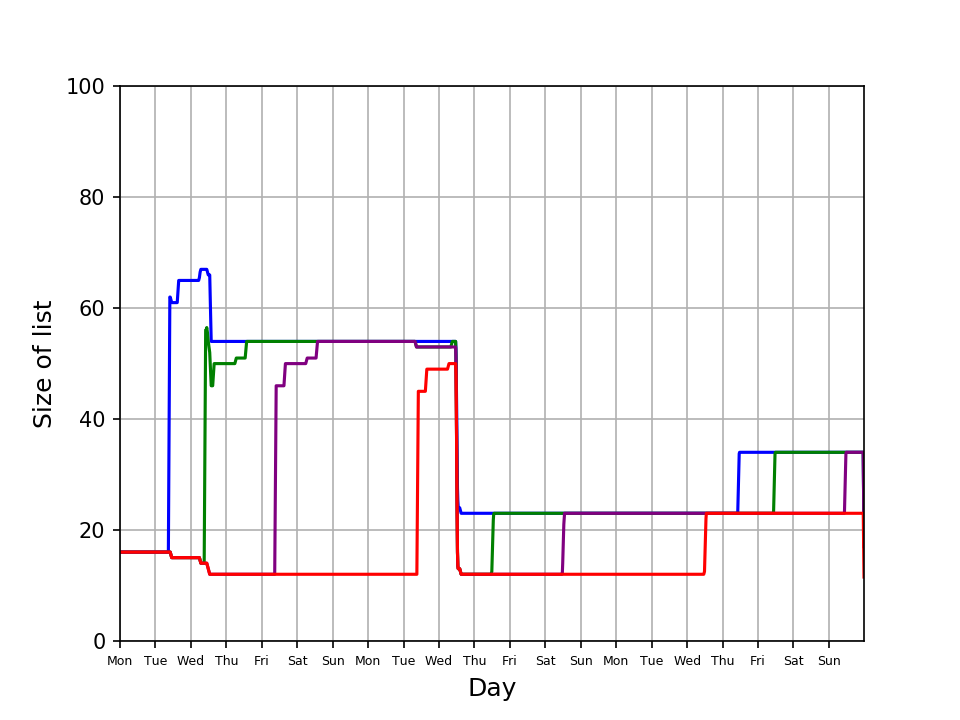 100
80
60
40
20
0
Size of list
Mon Tue Wed Thu Fri Sat Sun Mon Tue Wed Thu Fri Sat Sun Mon Tue Wed Thu Fri Sat Sun
Day